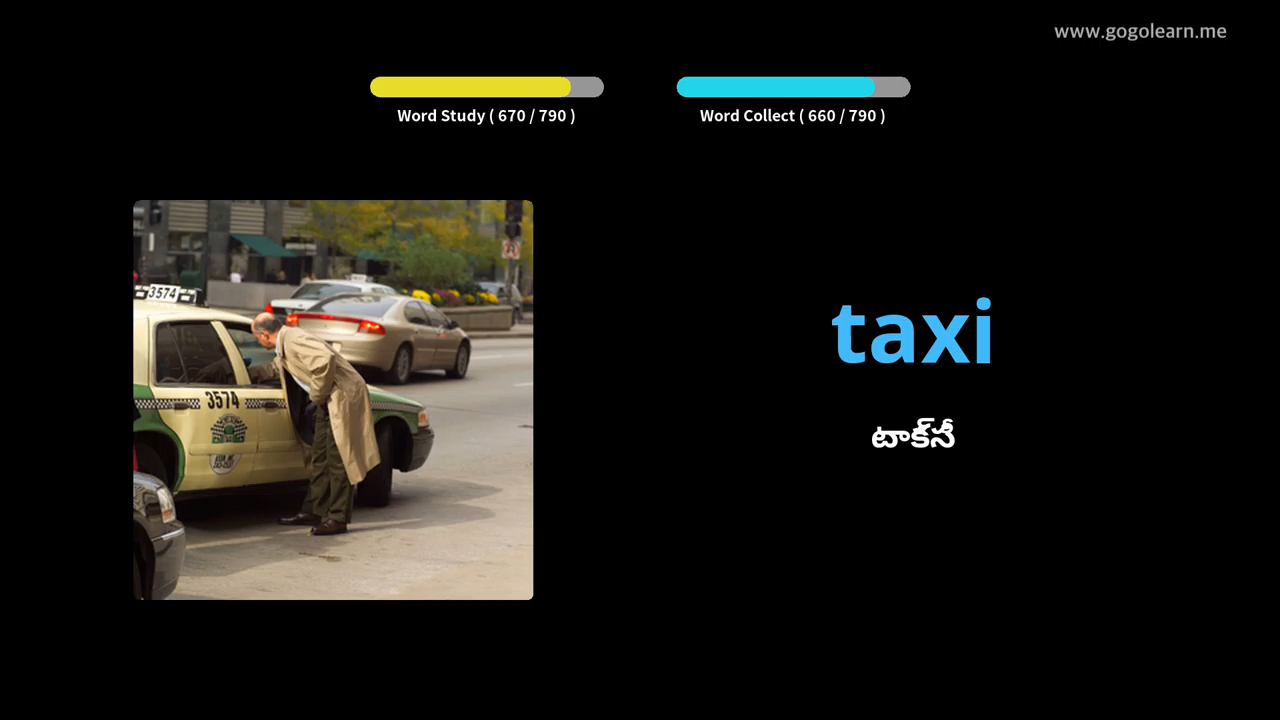 www.gogolearn.me
Word Study ( 670 / 790 )
Word Collect ( 660 / 790 )
3574
3574
taxi
టాక్‌సీ